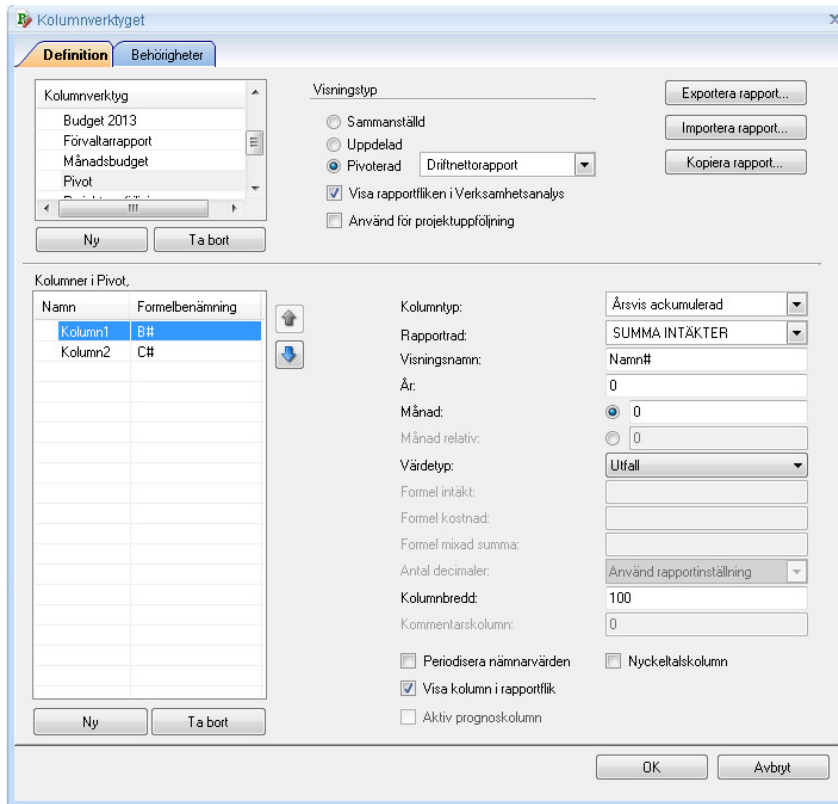 Kolumnverktyget
Definition Behörigheter
Kolumnverktyg
Budget 2013
Förvaltarrapport
Månadsbudget
Pivot
Ny Ta bort
Visningstyp
Sammanställd
Uppdelad
Pivoterad Driftnettorapport
Visa rapportfliken i Verksamhetsanalys
Använd för projektuppföljning
Exportera rapport...
Importera rapport...
Kopiera rapport...
Kolumner i Pivot,
Namn Formelbenämning
Kolumn1 B#
Kolumn2 C#
Ny Ta bort
Kolumntyp: Årsvis ackumulerad
Rapportrad: SUMMA INTÄKTER
Visningsnamn: Namn#
År: 0
Månad: 0
Månad relativ: 0
Värdetyp: Utfall
Formel intäkt:
Formel kostnad:
Formel mixad summa:
Antal decimaler: Använd rapportinställning
Kolumnbredd: 100
Kommentarskolumn: 0
Periodisera nämnarvärden Nyckeltalskolumn
Visa kolumn i rapportflik
Aktiv prognoskolumn
OK Avbryt